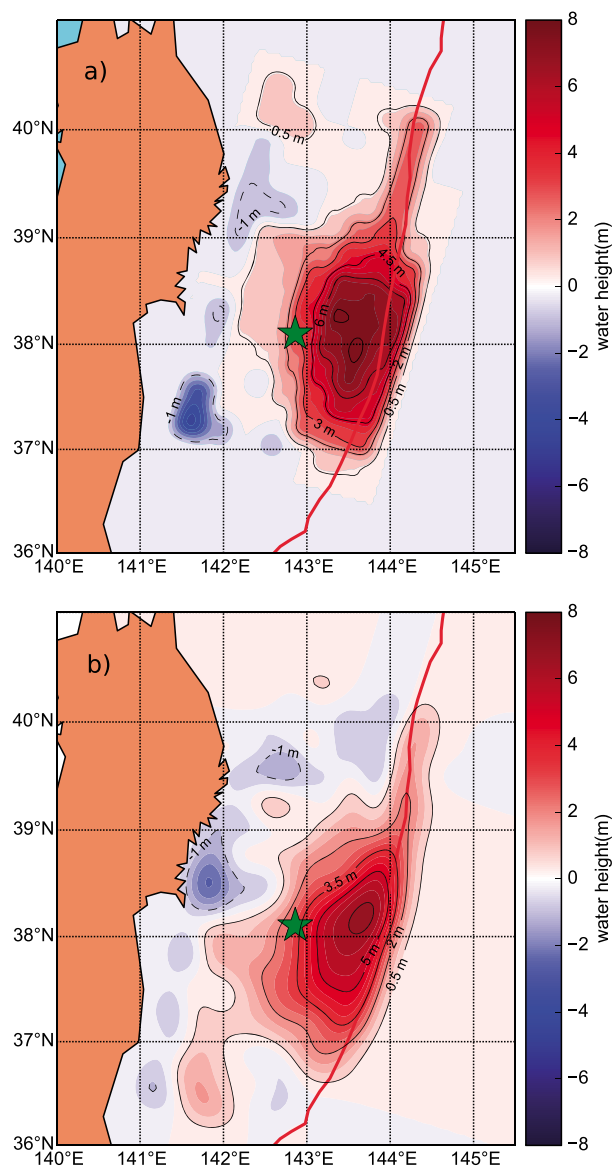 a)
8
6
4
2
0
−2
−4
−6
−8
water height(m)
40°N
39°N
38°N
37°N
36°N
140°E
141°E
142°E
143°E
144°E
145°E
0.5 m
-1 m
4.5 m
6 m
2 m
0.5 m
3 m
-1 m
b)
8
6
4
2
0
−2
−4
−6
−8
water height(m)
40°N
39°N
38°N
37°N
36°N
140°E
141°E
142°E
143°E
144°E
145°E
-1 m
-1 m
3.5 m
5 m
2 m
0.5 m